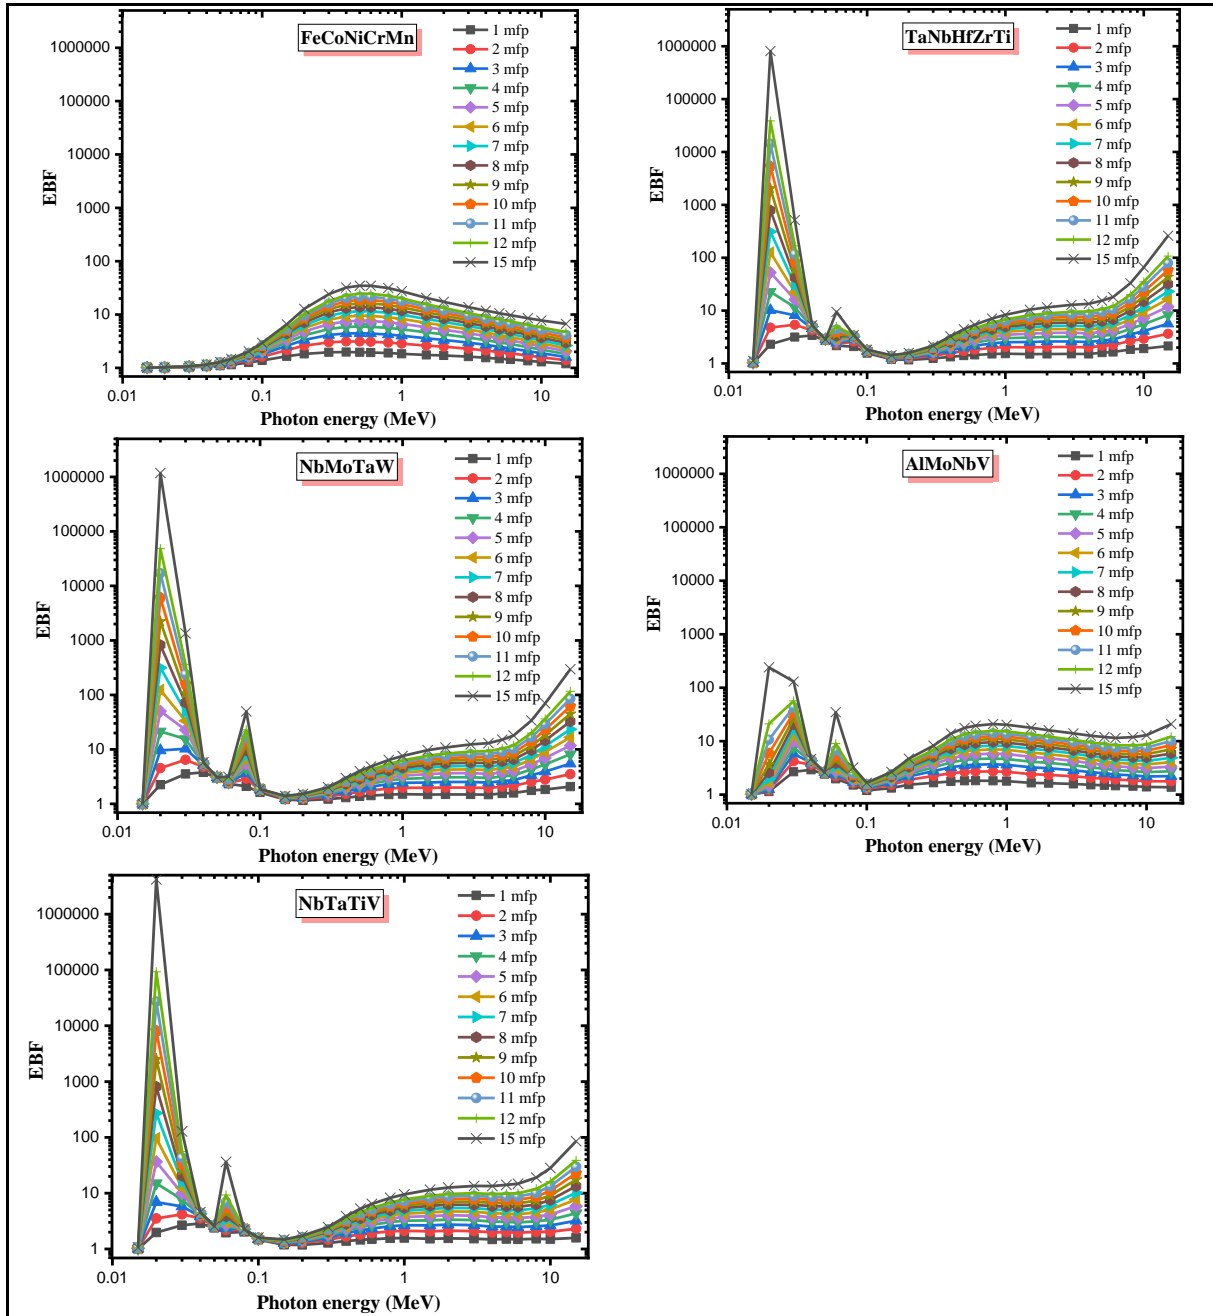 FeCoNiCrMn
1 mfp
2 mfp
3 mfp
4 mfp
5 mfp
6 mfp
7 mfp
8 mfp
9 mfp
10 mfp
11 mfp
12 mfp
15 mfp
1000000
100000
10000
1000
100
10
1
EBF
0.01
0.1
1
10
Photon energy (MeV)
TaNbHfZrTi
1 mfp
2 mfp
3 mfp
4 mfp
5 mfp
6 mfp
7 mfp
8 mfp
9 mfp
10 mfp
11 mfp
12 mfp
15 mfp
1000000
100000
10000
1000
100
10
1
EBF
0.01
0.1
1
10
Photon energy (MeV)
NbMoTaW
1 mfp
2 mfp
3 mfp
4 mfp
5 mfp
6 mfp
7 mfp
8 mfp
9 mfp
10 mfp
11 mfp
12 mfp
15 mfp
1000000
100000
10000
1000
100
10
1
EBF
0.01
0.1
1
10
Photon energy (MeV)
AlMoNbV
1 mfp
2 mfp
3 mfp
4 mfp
5 mfp
6 mfp
7 mfp
8 mfp
9 mfp
10 mfp
11 mfp
12 mfp
15 mfp
1000000
100000
10000
1000
100
10
1
EBF
0.01
0.1
1
10
Photon energy (MeV)
NbTaTiV
1 mfp
2 mfp
3 mfp
4 mfp
5 mfp
6 mfp
7 mfp
8 mfp
9 mfp
10 mfp
11 mfp
12 mfp
15 mfp
1000000
100000
10000
1000
100
10
1
EBF
0.01
0.1
1
10
Photon energy (MeV)